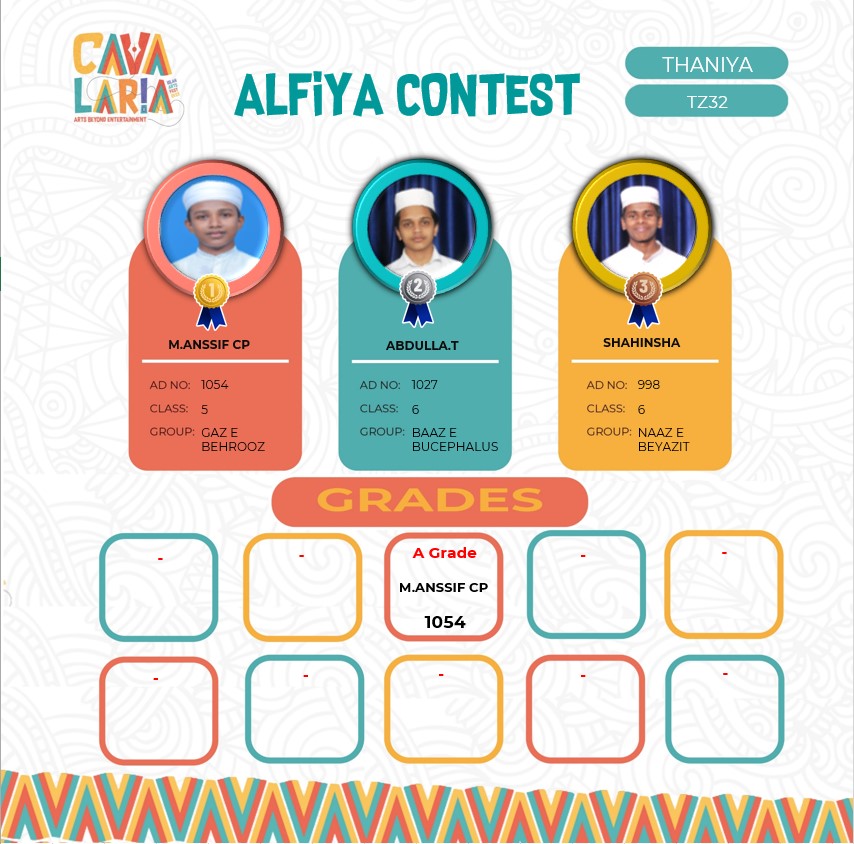 CAVA
LARIA
ARTS BEYOND ENTERTAINMENT
ALFiYA CONTEST
THANIYA
TZ32
1
2
3
M.ANSSIF CP
ABDULLA.T
SHAHINSHA
AD NO: 1054
CLASS: 5
GROUP: GAZ E
BEHROOZ
AD NO: 1027
CLASS: 6
GROUP: BAAZ E
BUCEPHALUS
AD NO: 998
CLASS: 6
GROUP: NAAZ E
BEYAZIT
GRADES
-
-
A Grade
M.ANSSIF CP
1054
-
-
-
-
-
-
-